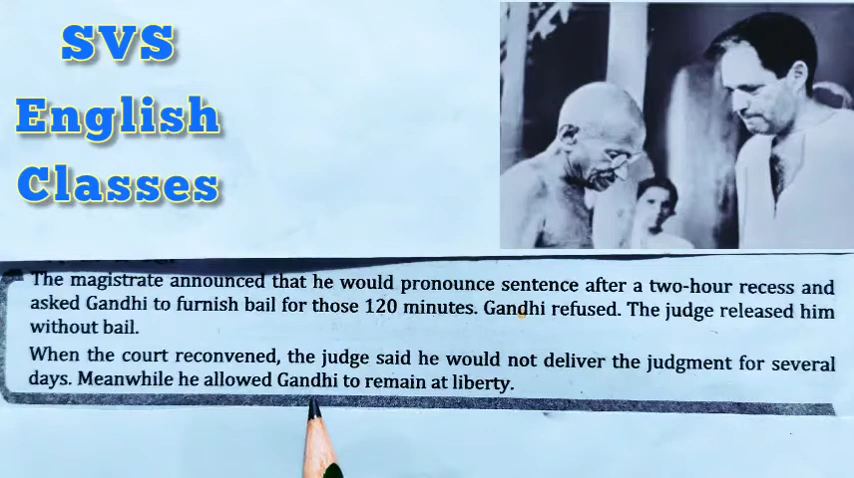 SVS
English
Classes
The magistrate announced that he would pronounce sentence after a two-hour recess and
asked Gandhi to furnish bail for those 120 minutes. Gandhi refused. The judge released him
without bail.
When the court reconvened, the judge said he would not deliver the judgment for several
days. Meanwhile he allowed Gandhi to remain at liberty.